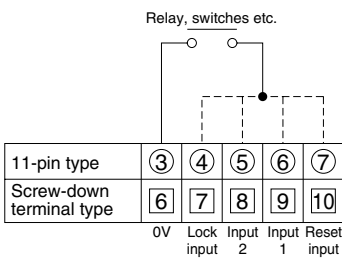 Relay, switches etc.
11-pin type 3 4 5 6 7
Screw-down
terminal type 6 7 8 9 10
0V Lock Input Input Reset
input 2 1 input